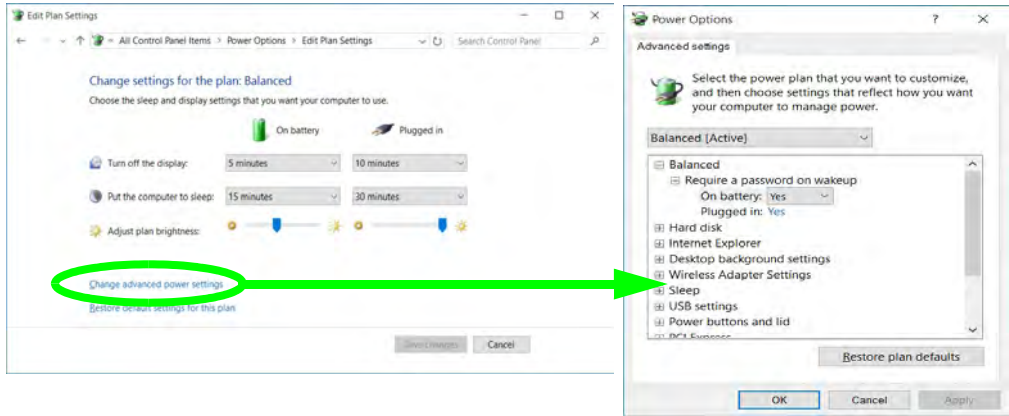 Edit Plan Settings
All Control Panel Items > Power Options > Edit Plan Settings
Search Control Panel
Change settings for the plan: Balanced
Choose the sleep and display settings that you want your computer to use.
On battery Plugged in
Turn off the display: 5 minutes 10 minutes
Put the computer to sleep: 15 minutes 30 minutes
Adjust plan brightness:
Change advanced power settings
Restore default settings for this plan
Save changes Cancel
Power Options ? ×
Advanced settings
Select the power plan that you want to customize,
and then choose settings that reflect how you want
your computer to manage power.
Balanced [Active]
Balanced
Require a password on wakeup
On battery: Yes
Plugged in: Yes
Hard disk
Internet Explorer
Desktop background settings
Wireless Adapter Settings
Sleep
USB settings
Power buttons and lid
PCI Express
Restore plan defaults
OK Cancel Apply